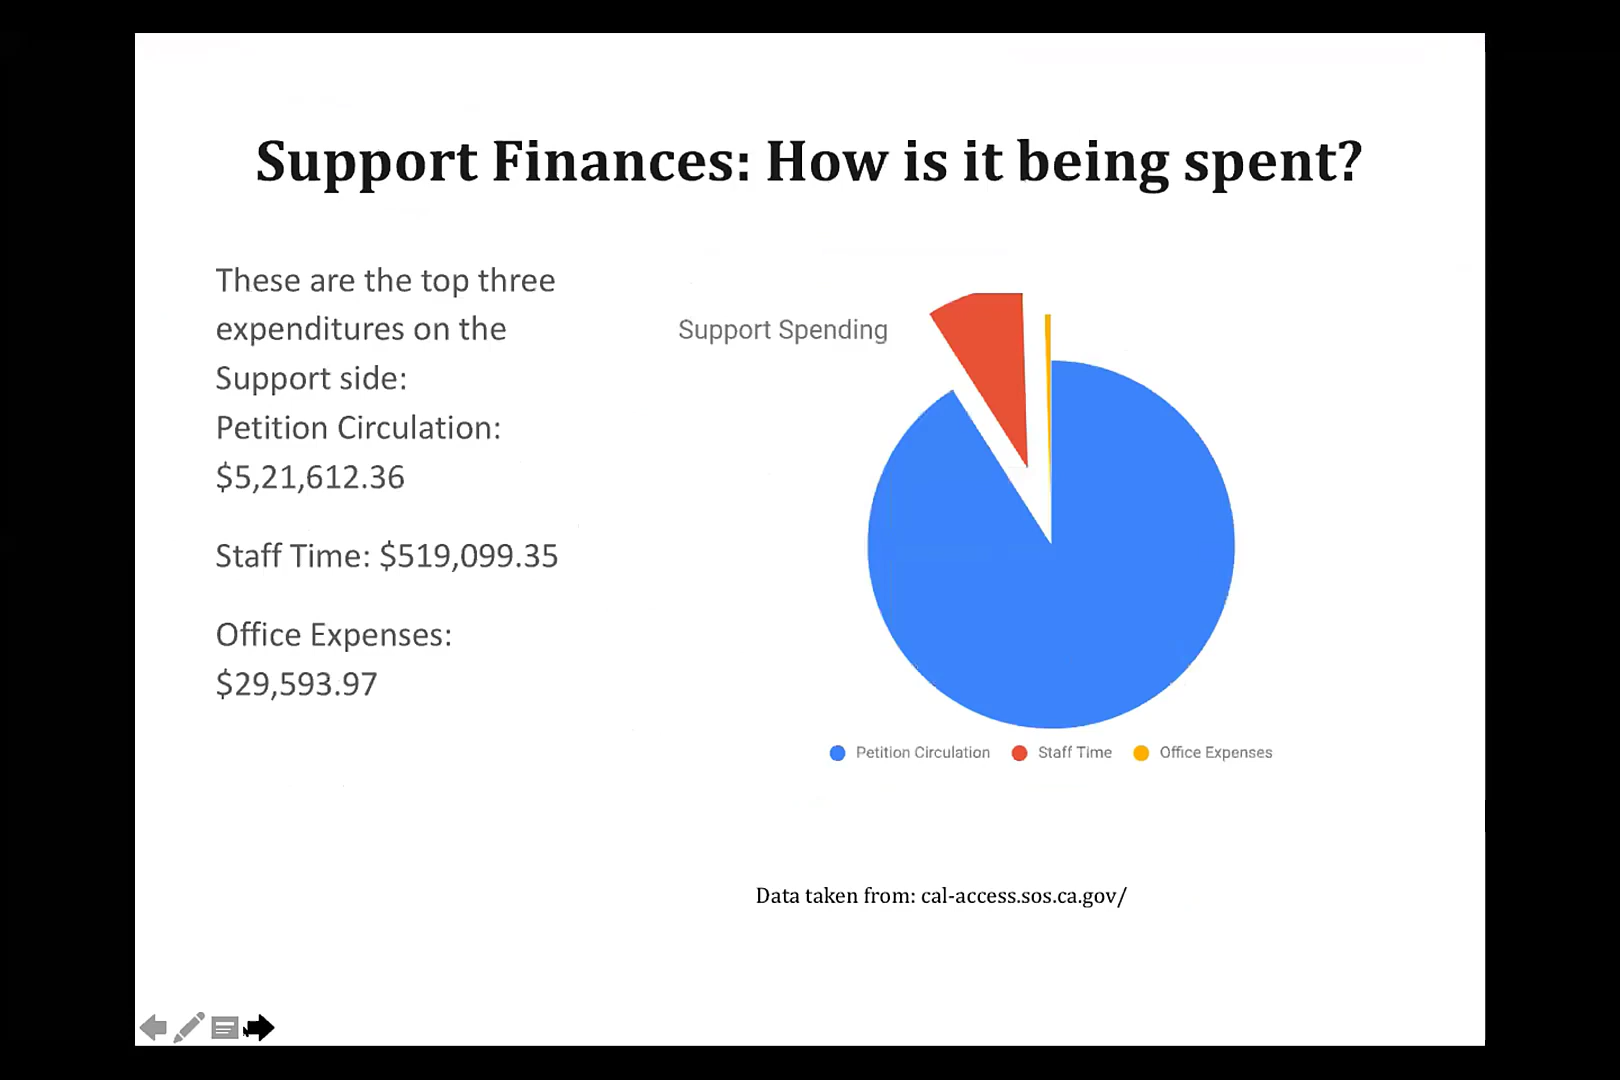 Support Finances: How is it being spent?
These are the top three
expenditures on the
Support side:
Petition Circulation:
$5,21,612.36
Staff Time: $519,099.35
Office Expenses:
$29,593.97
Support Spending
Petition Circulation
Staff Time
Office Expenses
Data taken from: cal-access.sos.ca.gov/